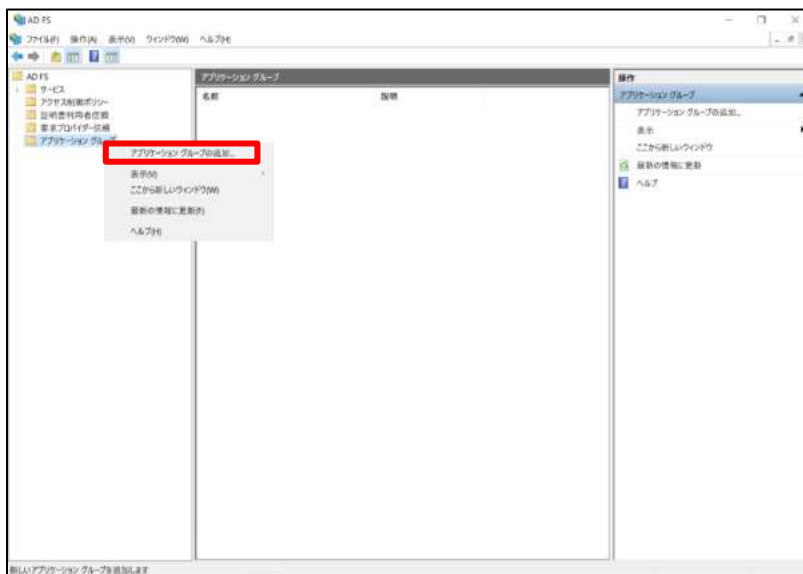 AD FS
ファイル(F) 操作(A) 表示(V) ウィンドウ(W) ヘルプ(H)
AD FS
サービス
アクセス制御ポリシー
証明書利用者信頼
要求プロバイダー信頼
アプリケーション グループ
アプリケーション グループの追加...
表示(V)
ここから新しいウィンドウ(W)
最新の情報に更新(F)
ヘルプ(H)
アプリケーション グループ
名前 説明
操作
アプリケーション グループ
アプリケーション グループの追加...
表示
ここから新しいウィンドウ
最新の情報に更新
ヘルプ
新しいアプリケーション グループを追加します